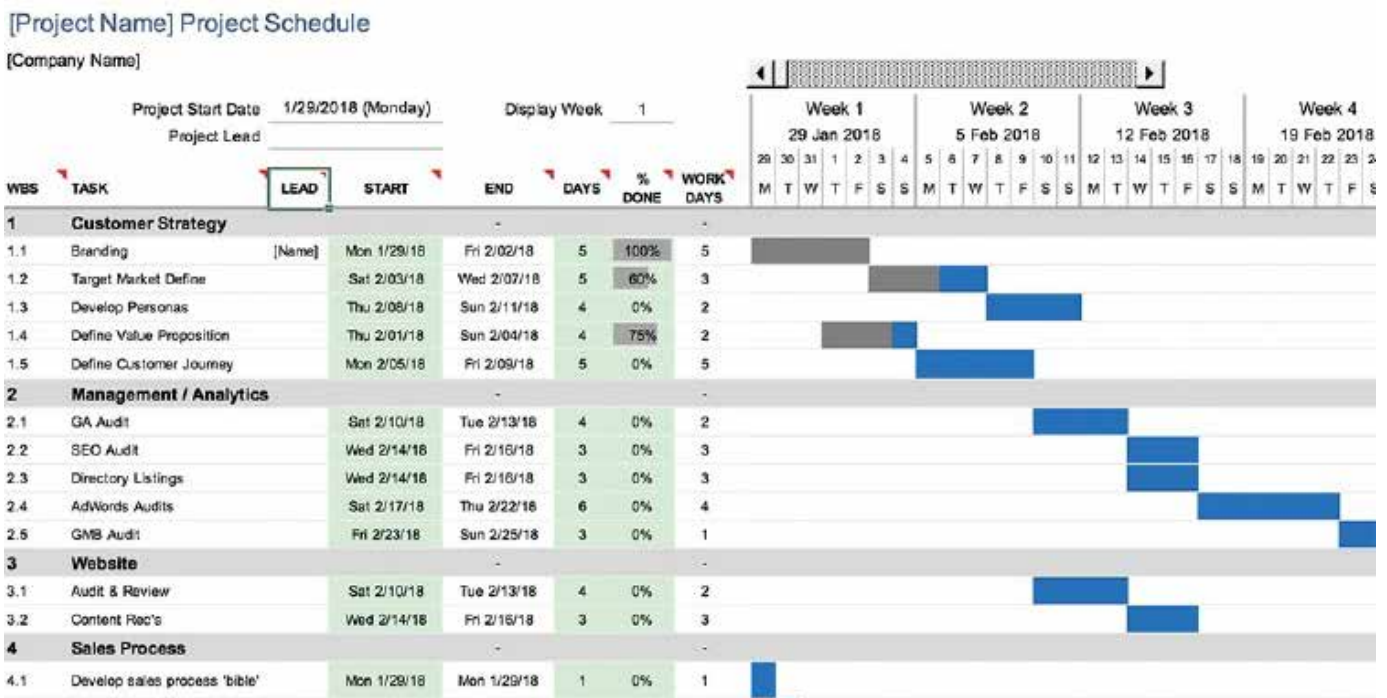 [Project Name] Project Schedule
[Company Name]
Project Start Date 1/29/2018 (Monday) Display Week 1 Week 1 Week 2 Week 3 Week 4
Project Lead 29 Jan 2018 5 Feb 2018 12 Feb 2018 19 Feb 2018
29 30 31 1 2 3 4 5 6 7 8 9 10 11 12 13 14 15 16 17 18 19 20 21 22 23
WBS TASK LEAD START END DAYS % DONE WORK DAYS M T W T F S S M T W T F S S M T W T F S S M T W T F S
1 Customer Strategy - -
1.1 Branding [Name] Mon 1/29/18 Fri 2/02/18 5 100% 5
1.2 Target Market Define Sat 2/03/18 Wed 2/07/18 5 60% 3
1.3 Develop Personas Thu 2/08/18 Sun 2/11/18 4 0% 2
1.4 Define Value Proposition Thu 2/01/18 Sun 2/04/18 4 75% 2
1.5 Define Customer Journey Mon 2/05/18 Fri 2/09/18 5 0% 5
2 Management / Analytics - -
2.1 GA Audit Sat 2/10/18 Tue 2/13/18 4 0% 2
2.2 SEO Audit Wed 2/14/18 Fri 2/16/18 3 0% 3
2.3 Directory Listings Wed 2/14/18 Fri 2/16/18 3 0% 3
2.4 AdWords Audits Sat 2/17/18 Thu 2/22/18 6 0% 4
2.5 GMB Audit Fri 2/23/18 Sun 2/25/18 3 0% 1
3 Website - -
3.1 Audit & Review Sat 2/10/18 Tue 2/13/18 4 0% 2
3.2 Content Rec's Wed 2/14/18 Fri 2/16/18 3 0% 3
4 Sales Process - -
4.1 Develop sales process 'bible' Mon 1/29/18 Mon 1/29/18 1 0% 1